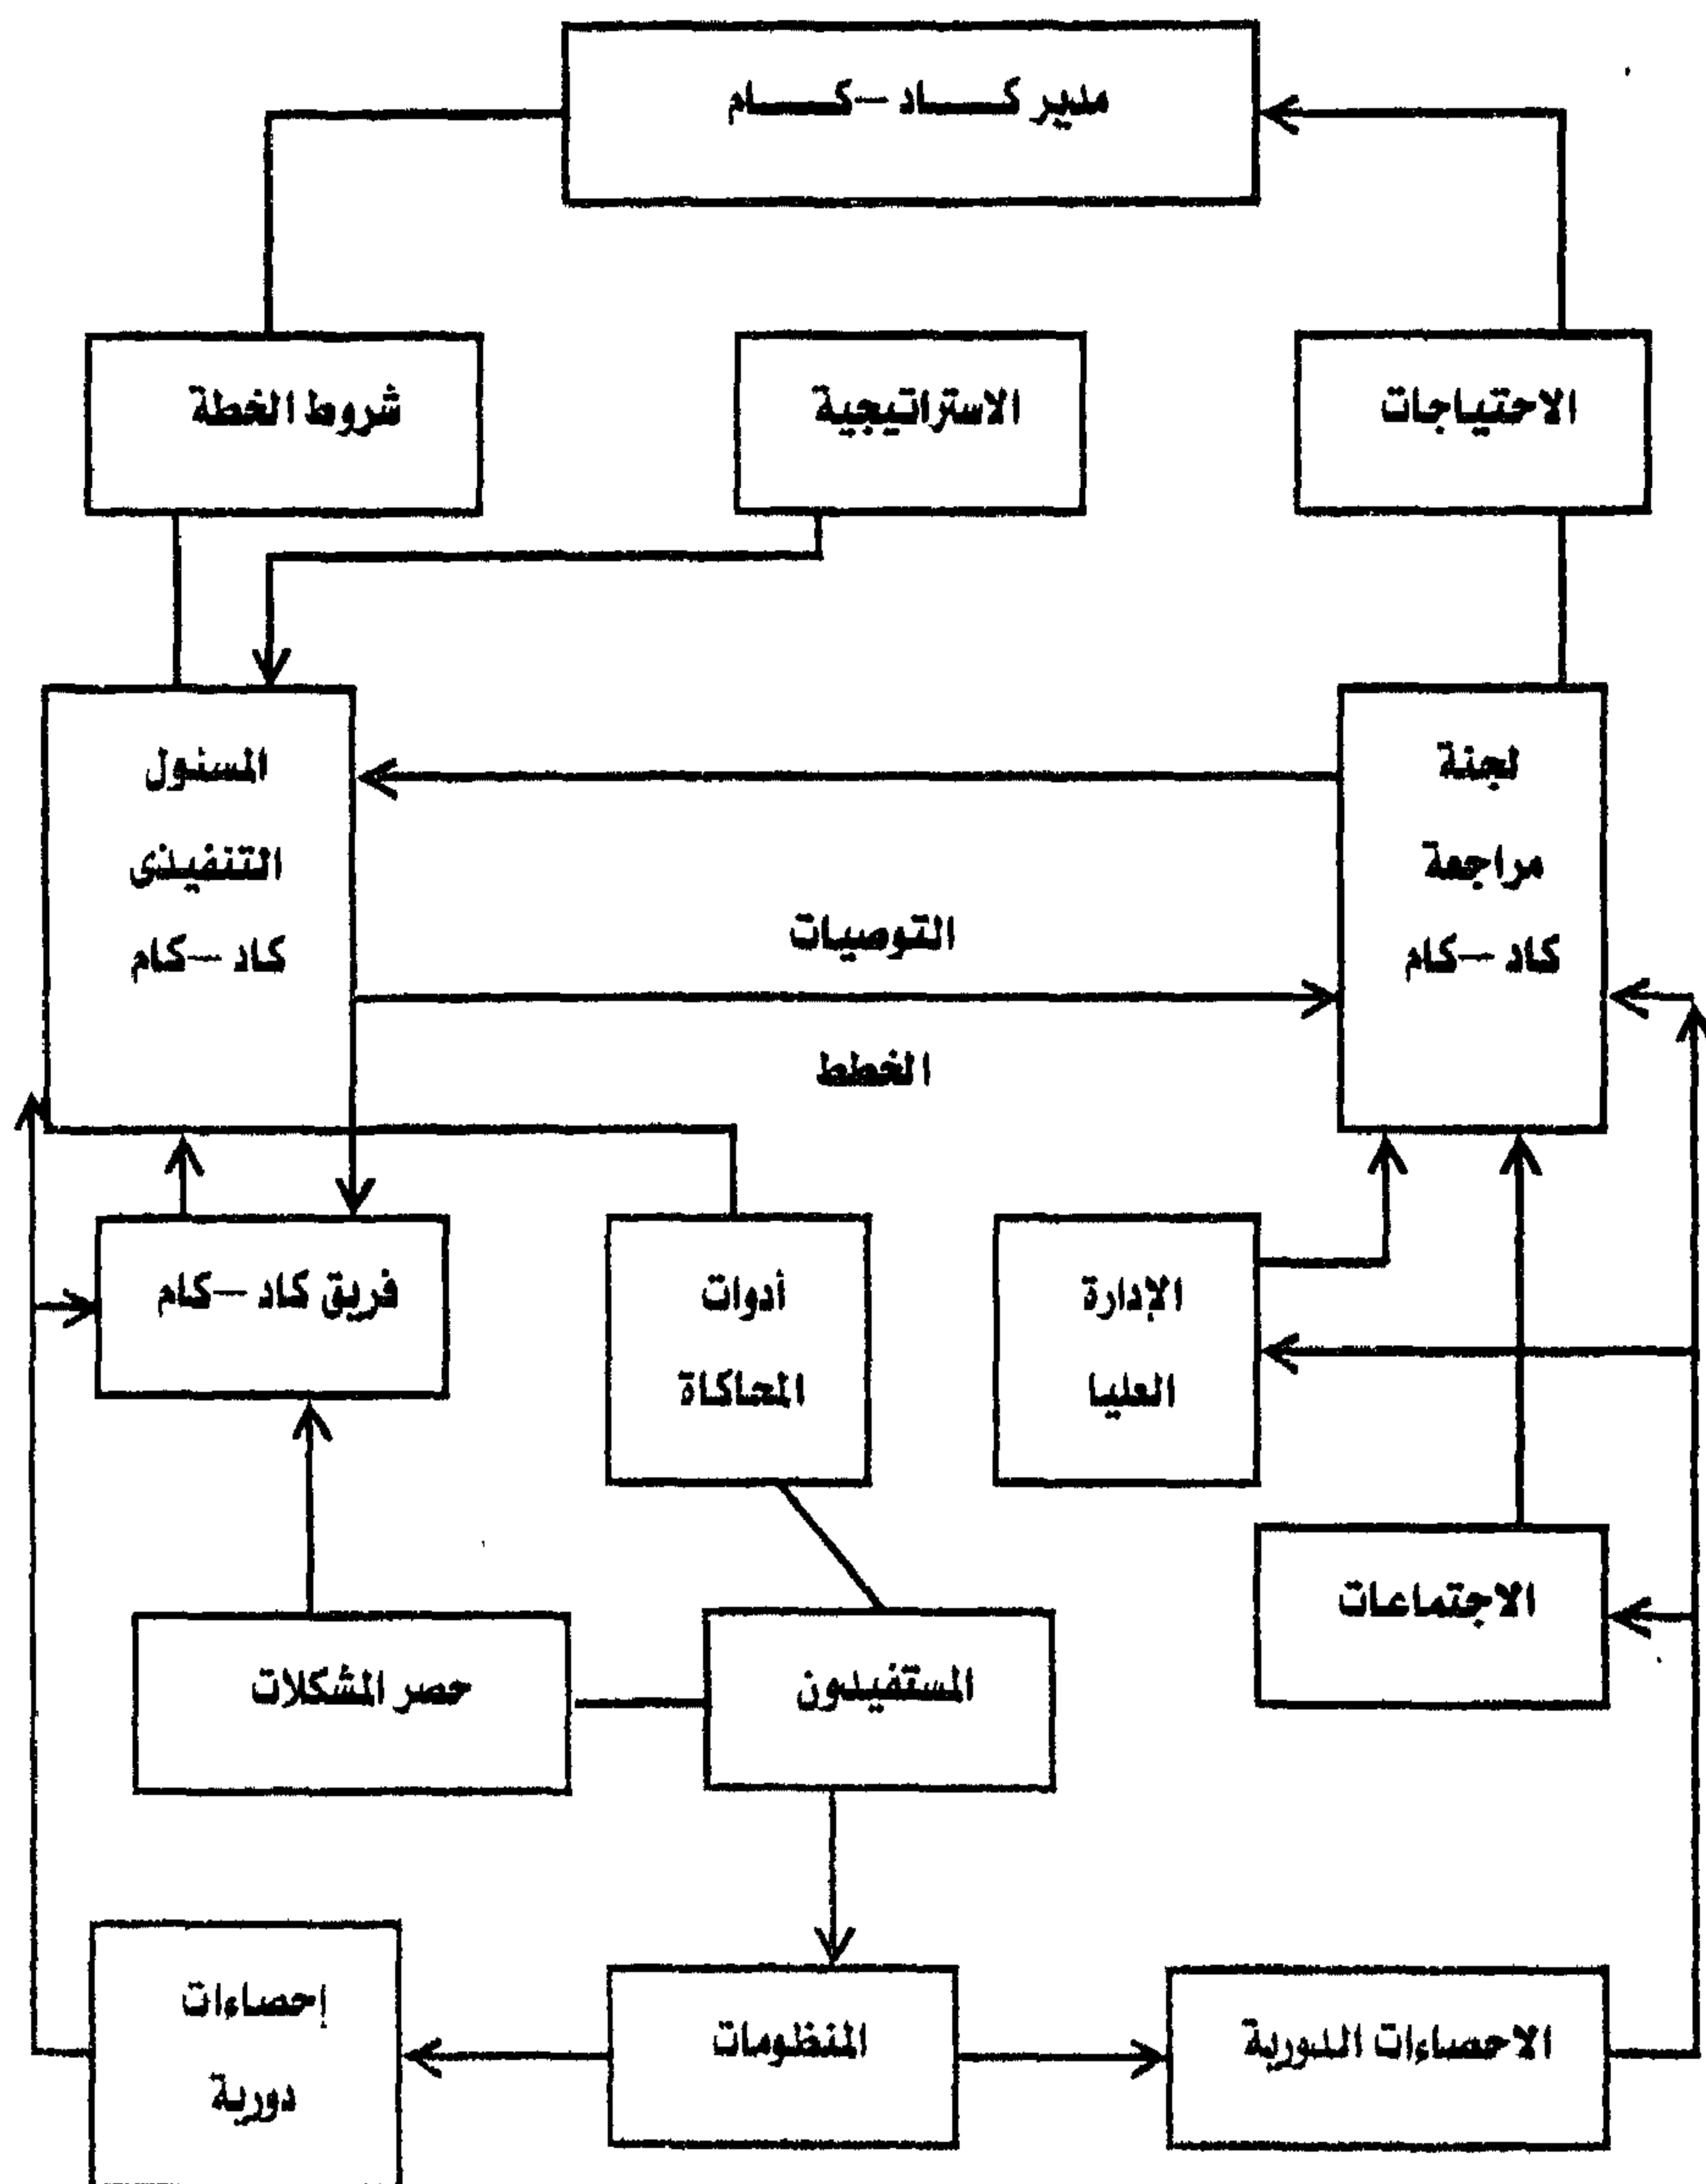 مدير كـــاد – كـــام
الاحتياجات
الاستراتيجية
شروط الخطة
لجنة
مراجعة
كاد – كام
المسئول
التنفيذى
كاد – كام
التوصيات
الخطط
الإدارة
العليا
أدوات
المحاكاة
فريق كاد – كام
الاجتماعات
المستفيدون
حصر المشكلات
الاحصاءات الدورية
المنظومات
إحصاءات
دورية